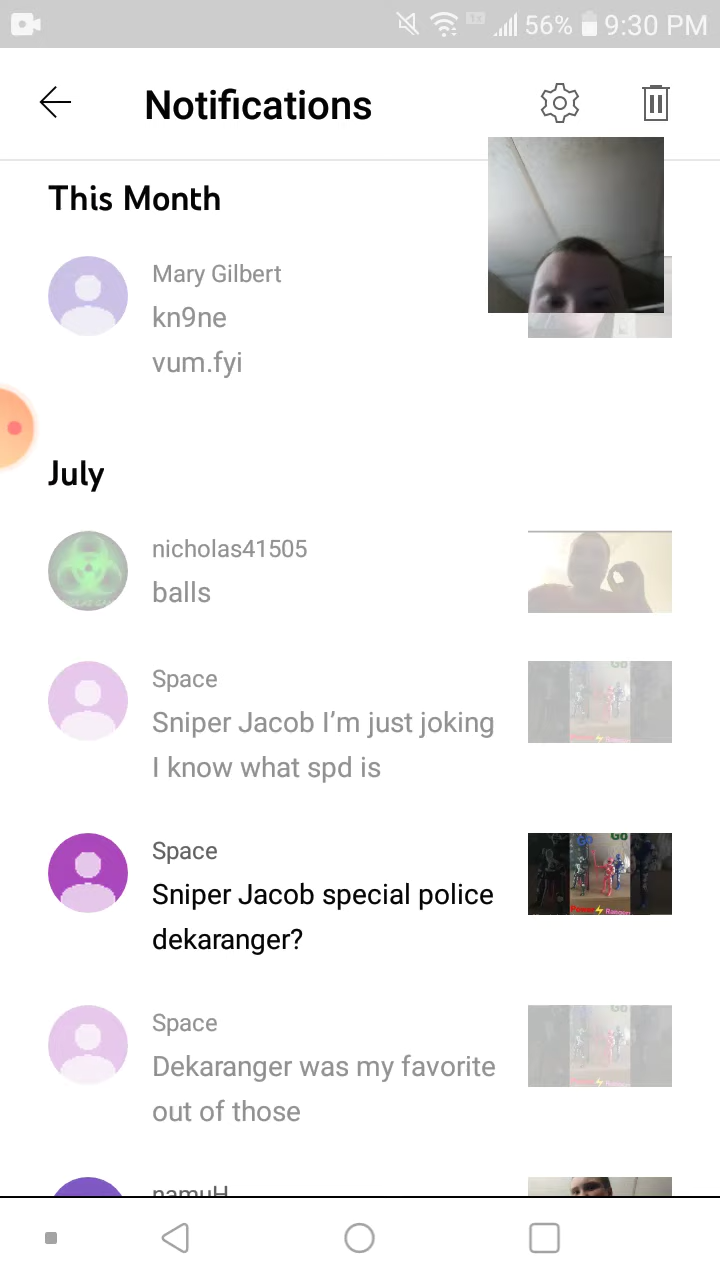 56% 9:30 PM
Notifications
This Month
Mary Gilbert
kn9ne
vum.fyi
July
nicholas41505
balls
Space
Sniper Jacob I’m just joking
I know what spd is
Space
Sniper Jacob special police
dekaranger?
Space
Dekaranger was my favorite
out of those
namuH